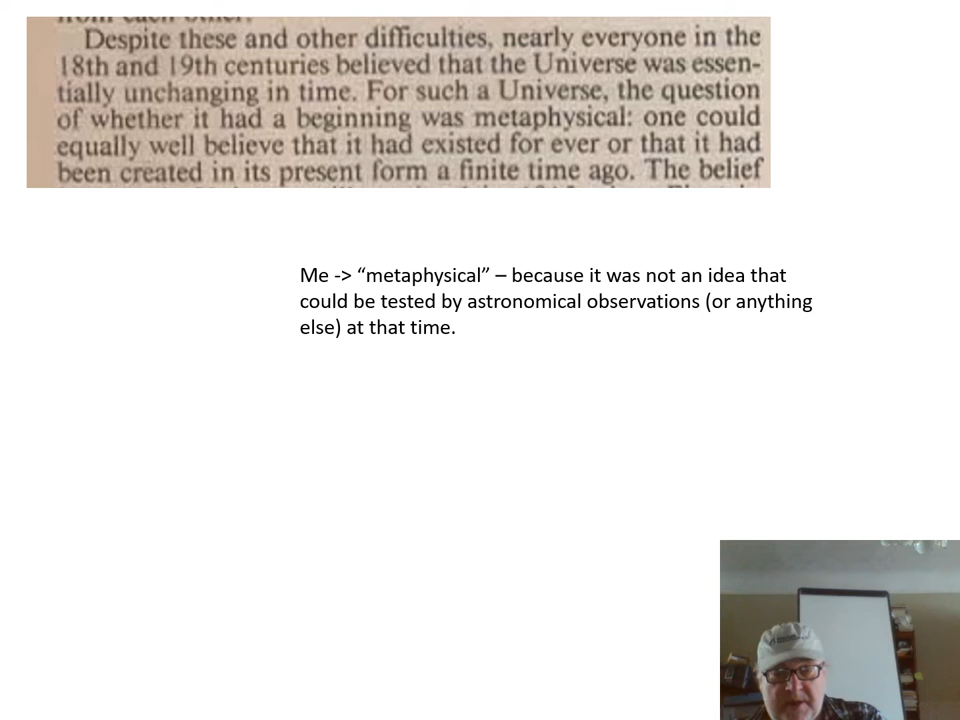 Despite these and other difficulties, nearly everyone in the
18th and 19th centuries believed that the Universe was essen-
tially unchanging in time. For such a Universe, the question
of whether it had a beginning was metaphysical: one could
equally well believe that it had existed for ever or that it had
been created in its present form a finite time ago. The belief
Me -> “metaphysical” – because it was not an idea that
could be tested by astronomical observations (or anything
else) at that time.